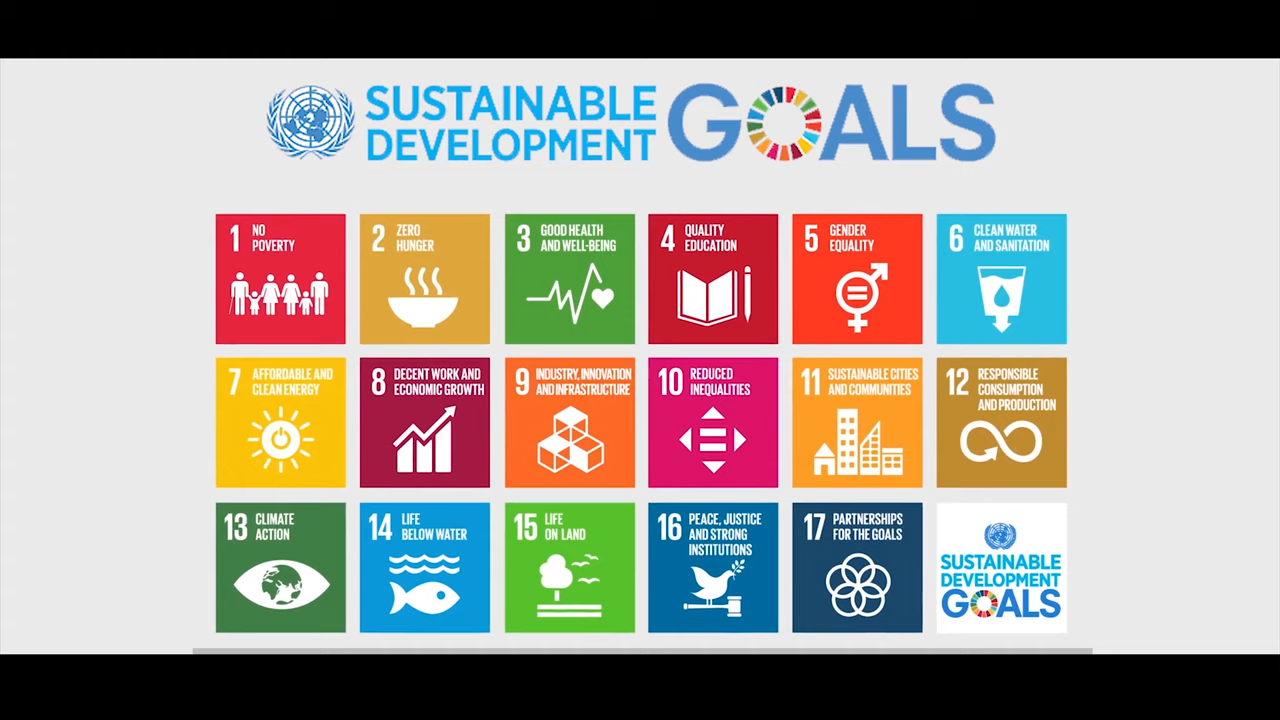 SUSTAINABLE
DEVELOPMENT
GOALS
1 NO
POVERTY
2 ZERO
HUNGER
3 GOOD HEALTH
AND WELL-BEING
4 QUALITY
EDUCATION
5 GENDER
EQUALITY
6 CLEAN WATER
AND SANITATION
7 AFFORDABLE AND
CLEAN ENERGY
8 DECENT WORK AND
ECONOMIC GROWTH
9 INDUSTRY, INNOVATION
AND INFRASTRUCTURE
10 REDUCED
INEQUALITIES
11 SUSTAINABLE CITIES
AND COMMUNITIES
12 RESPONSIBLE
CONSUMPTION
AND PRODUCTION
13 CLIMATE
ACTION
14 LIFE
BELOW WATER
15 LIFE
ON LAND
16 PEACE, JUSTICE
AND STRONG
INSTITUTIONS
17 PARTNERSHIPS
FOR THE GOALS
SUSTAINABLE
DEVELOPMENT
GOALS